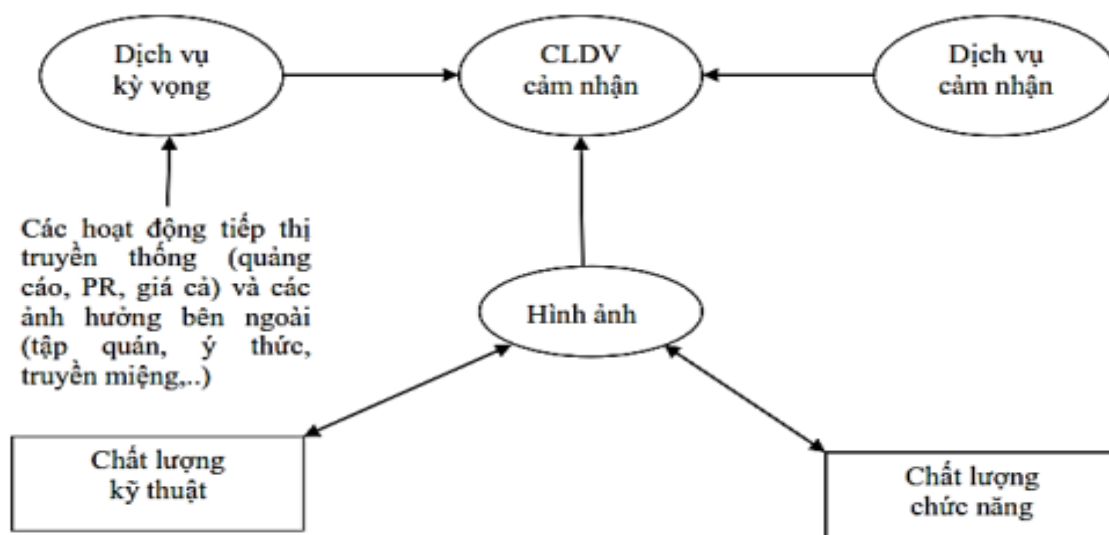 Dịch vụ
kỳ vọng
CLDV
cảm nhận
Dịch vụ
cảm nhận
Các hoạt động tiếp thị
truyền thống (quảng
cáo, PR, giá cả) và các
ảnh hưởng bên ngoài
(tập quán, ý thức,
truyền miệng,..)
Hình ảnh
Chất lượng
kỹ thuật
Chất lượng
chức năng